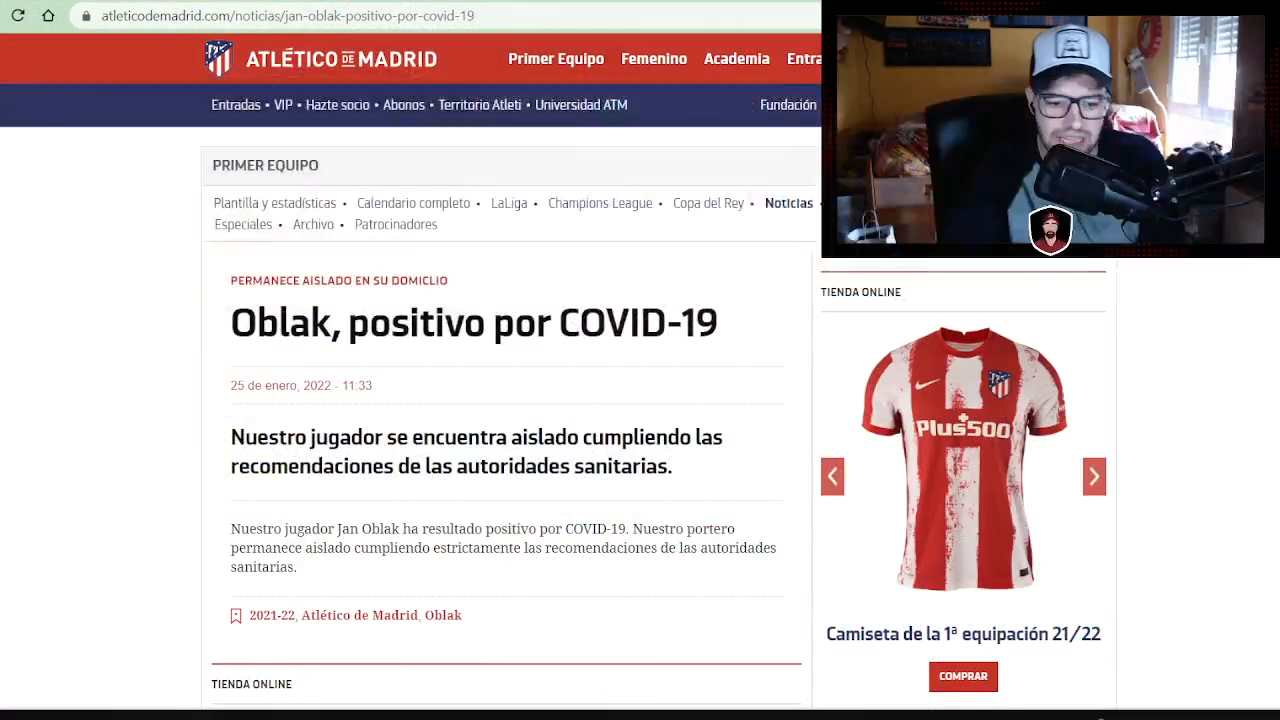 atleticodemadrid.com/noticias/jan-oblak-positivo-por-covid-19
ATLÉTICO DE MADRID
Primer Equipo Femenino Academia Entra
Entradas • VIP • Hazte socio • Abonos • Territorio Atleti • Universidad ATM
Fundación
PRIMER EQUIPO
Plantilla y estadísticas • Calendario completo • LaLiga • Champions League • Copa del Rey • Noticias •
Especiales • Archivo • Patrocinadores
PERMANECE AISLADO EN SU DOMICLIO
Oblak, positivo por COVID-19
25 de enero, 2022 - 11:33
Nuestro jugador se encuentra aislado cumpliendo las
recomendaciones de las autoridades sanitarias.
Nuestro jugador Jan Oblak ha resultado positivo por COVID-19. Nuestro portero
permanece aislado cumpliendo estrictamente las recomendaciones de las autoridades
sanitarias.
2021-22, Atlético de Madrid, Oblak
TIENDA ONLINE
TIENDA ONLINE
Plus500
Camiseta de la 1ª equipación 21/22
COMPRAR